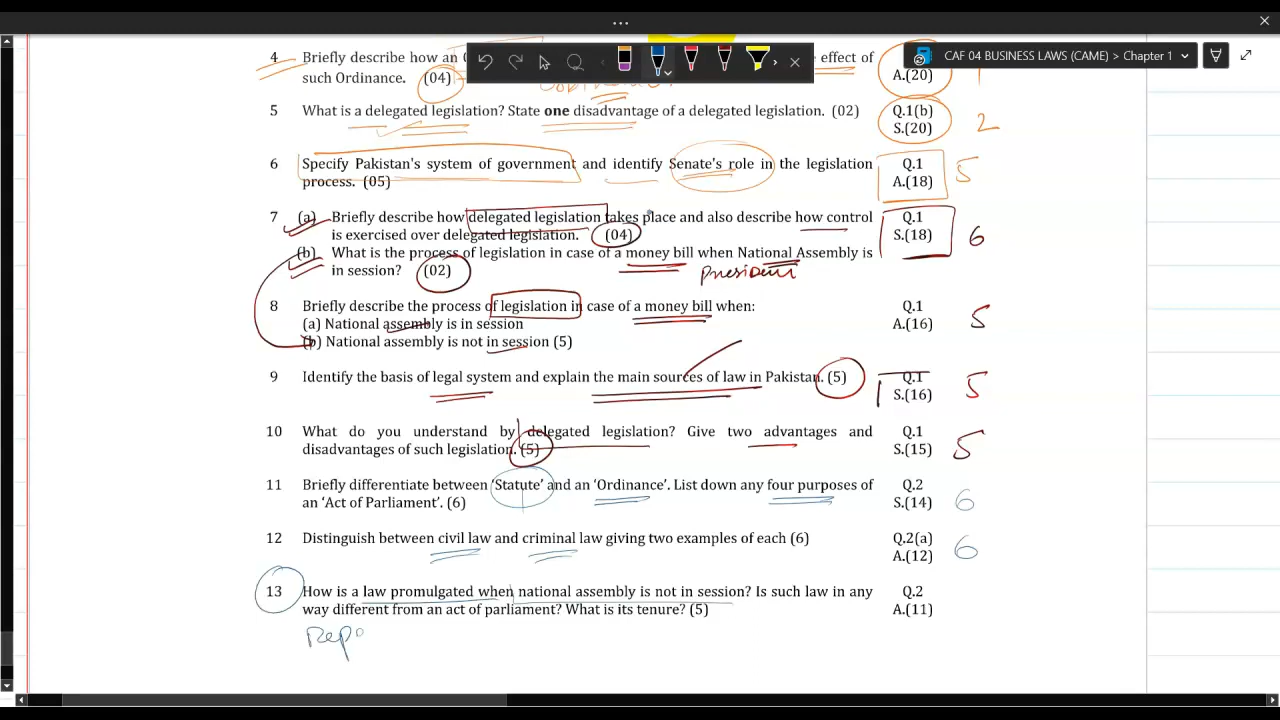 CAF 04 BUSINESS LAWS (CAME) > Chapter 1
4 Briefly describe how an effect of
such Ordinance. (04) A.(20)
5 What is a delegated legislation? State one disadvantage of a delegated legislation. (02) Q.1(b)
S.(20) 2
6 Specify Pakistan's system of government and identify Senate's role in the legislation Q.1
process. (05) A.(18) 5
7 (a) Briefly describe how delegated legislation takes place and also describe how control Q.1
is exercised over delegated legislation. (04) S.(18) 6
(b) What is the process of legislation in case of a money bill when National Assembly is
in session? (02) President
8 Briefly describe the process of legislation in case of a money bill when: Q.1
(a) National assembly is in session A.(16) 5
(b) National assembly is not in session (5)
9 Identify the basis of legal system and explain the main sources of law in Pakistan. (5) Q.1
S.(16) 5
10 What do you understand by delegated legislation? Give two advantages and Q.1
disadvantages of such legislation. (5) S.(15) 5
11 Briefly differentiate between 'Statute' and an 'Ordinance'. List down any four purposes of Q.2
an 'Act of Parliament'. (6) S.(14) 6
12 Distinguish between civil law and criminal law giving two examples of each (6) Q.2(a)
A.(12) 6
13 How is a law promulgated when national assembly is not in session? Is such law in any Q.2
way different from an act of parliament? What is its tenure? (5) A.(11)
Rep